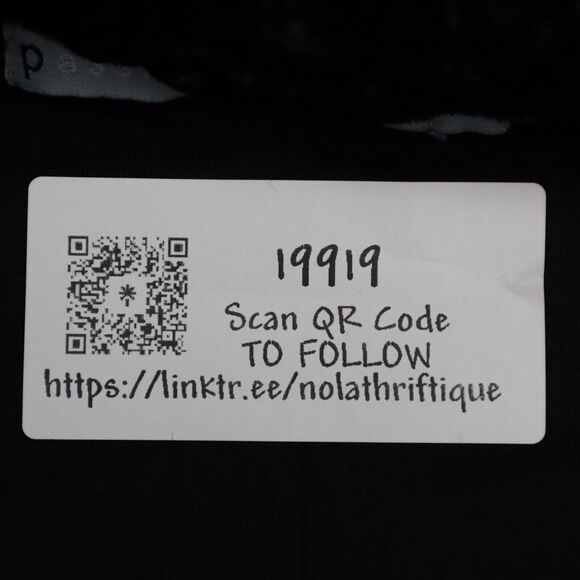 19919
Scan QR Code
TO FOLLOW
https://linktr.ee/nolathriftique